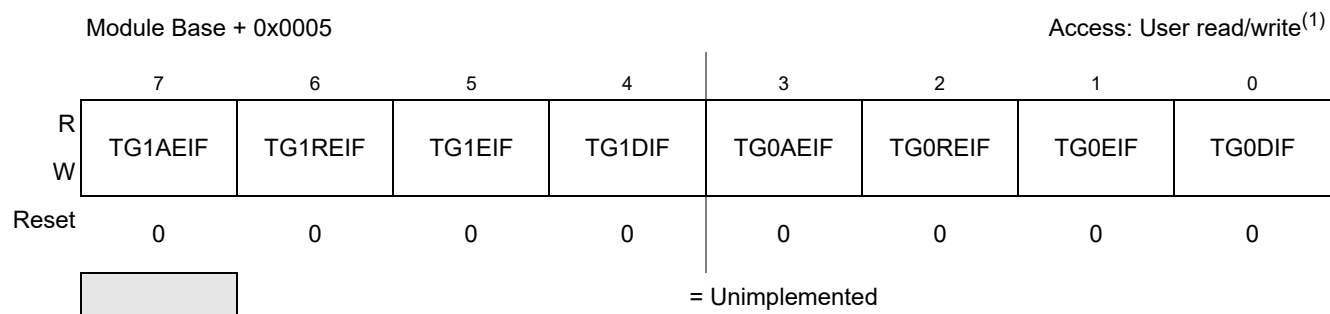 Module Base + 0x0005 Access: User read/write(1)
7 6 5 4 3 2 1 0
R
W
TG1AEIF TG1REIF TG1EIF TG1DIF TG0AEIF TG0REIF TG0EIF TG0DIF
Reset 0 0 0 0 0 0 0 0
= Unimplemented